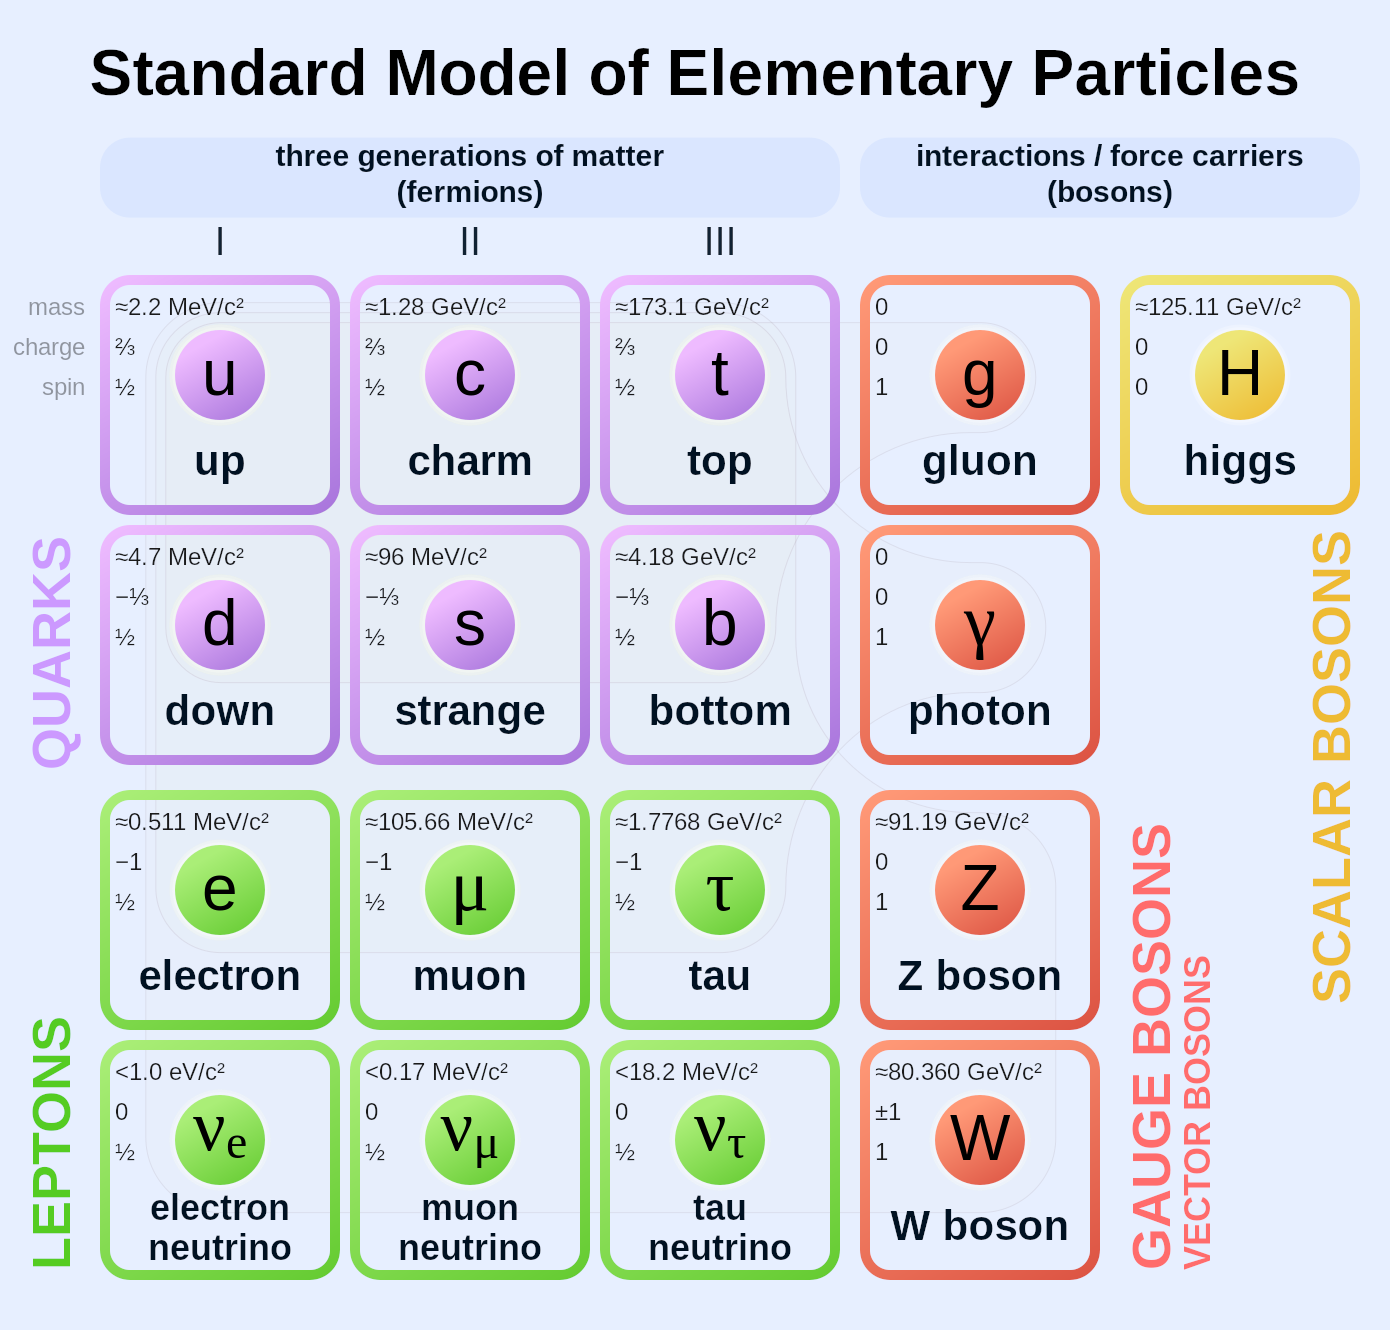 Standard Model of Elementary Particles
three generations of matter
(fermions)
interactions / force carriers
(bosons)
I
II
III
mass
charge
spin
≈2.2 MeV/c²
⅔
½
u
up
≈1.28 GeV/c²
⅔
½
c
charm
≈173.1 GeV/c²
⅔
½
t
top
0
0
1
g
gluon
≈125.11 GeV/c²
0
0
H
higgs
QUARKS
≈4.7 MeV/c²
−⅓
½
d
down
≈96 MeV/c²
−⅓
½
s
strange
≈4.18 GeV/c²
−⅓
½
b
bottom
0
0
1
γ
photon
SCALAR BOSONS
≈0.511 MeV/c²
−1
½
e
electron
≈105.66 MeV/c²
−1
½
μ
muon
≈1.7768 GeV/c²
−1
½
τ
tau
≈91.19 GeV/c²
0
1
Z
Z boson
LEPTONS
<1.0 eV/c²
0
½
νe
electron
neutrino
<0.17 MeV/c²
0
½
νμ
muon
neutrino
<18.2 MeV/c²
0
½
ντ
tau
neutrino
≈80.360 GeV/c²
±1
1
W
W boson
GAUGE BOSONS
VECTOR BOSONS